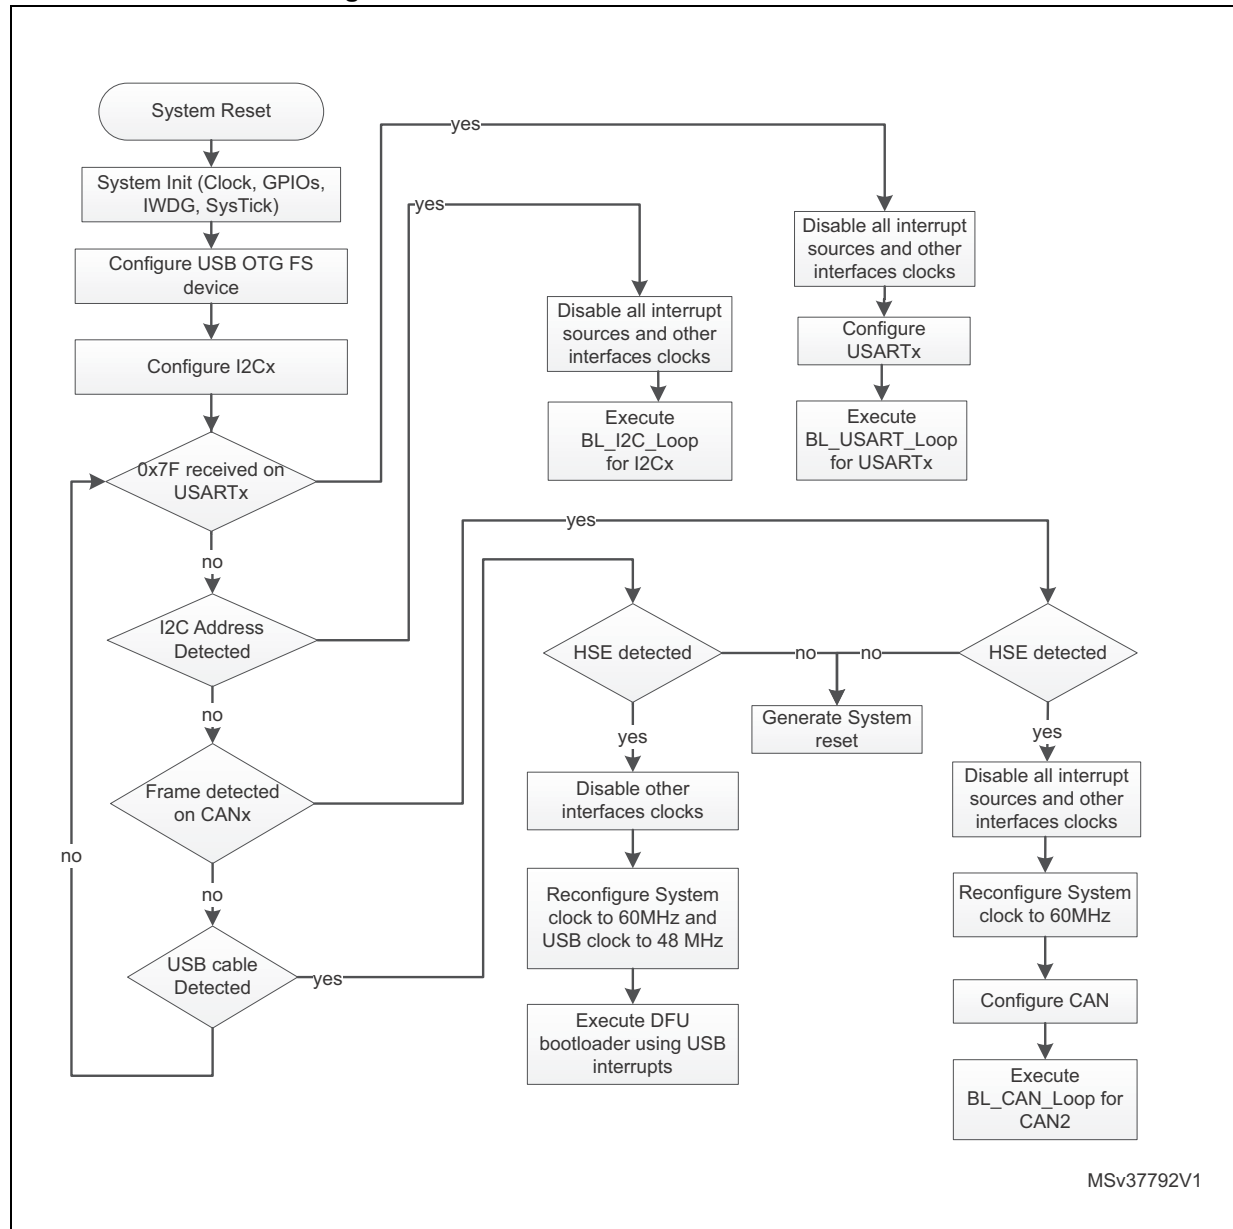 System Reset
System Init (Clock, GPIOs,
IWDG, SysTick)
Configure USB OTG FS
device
Configure I2Cx
0x7F received on
USARTx
yes
Disable all interrupt
sources and other
interfaces clocks
Configure
USARTx
Execute
BL_USART_Loop
for USARTx
no
I2C Address
Detected
yes
Disable all interrupt
sources and other
interfaces clocks
Execute
BL_I2C_Loop
for I2Cx
no
Frame detected
on CANx
yes
HSE detected
no
yes
Disable all interrupt
sources and other
interfaces clocks
Reconfigure System
clock to 60MHz
Configure CAN
Execute
BL_CAN_Loop for
CAN2
no
USB cable
Detected
yes
HSE detected
no
Generate System
reset
yes
Disable other
interfaces clocks
Reconfigure System
clock to 60MHz and
USB clock to 48 MHz
Execute DFU
bootloader using USB
interrupts
no
MSv37792V1